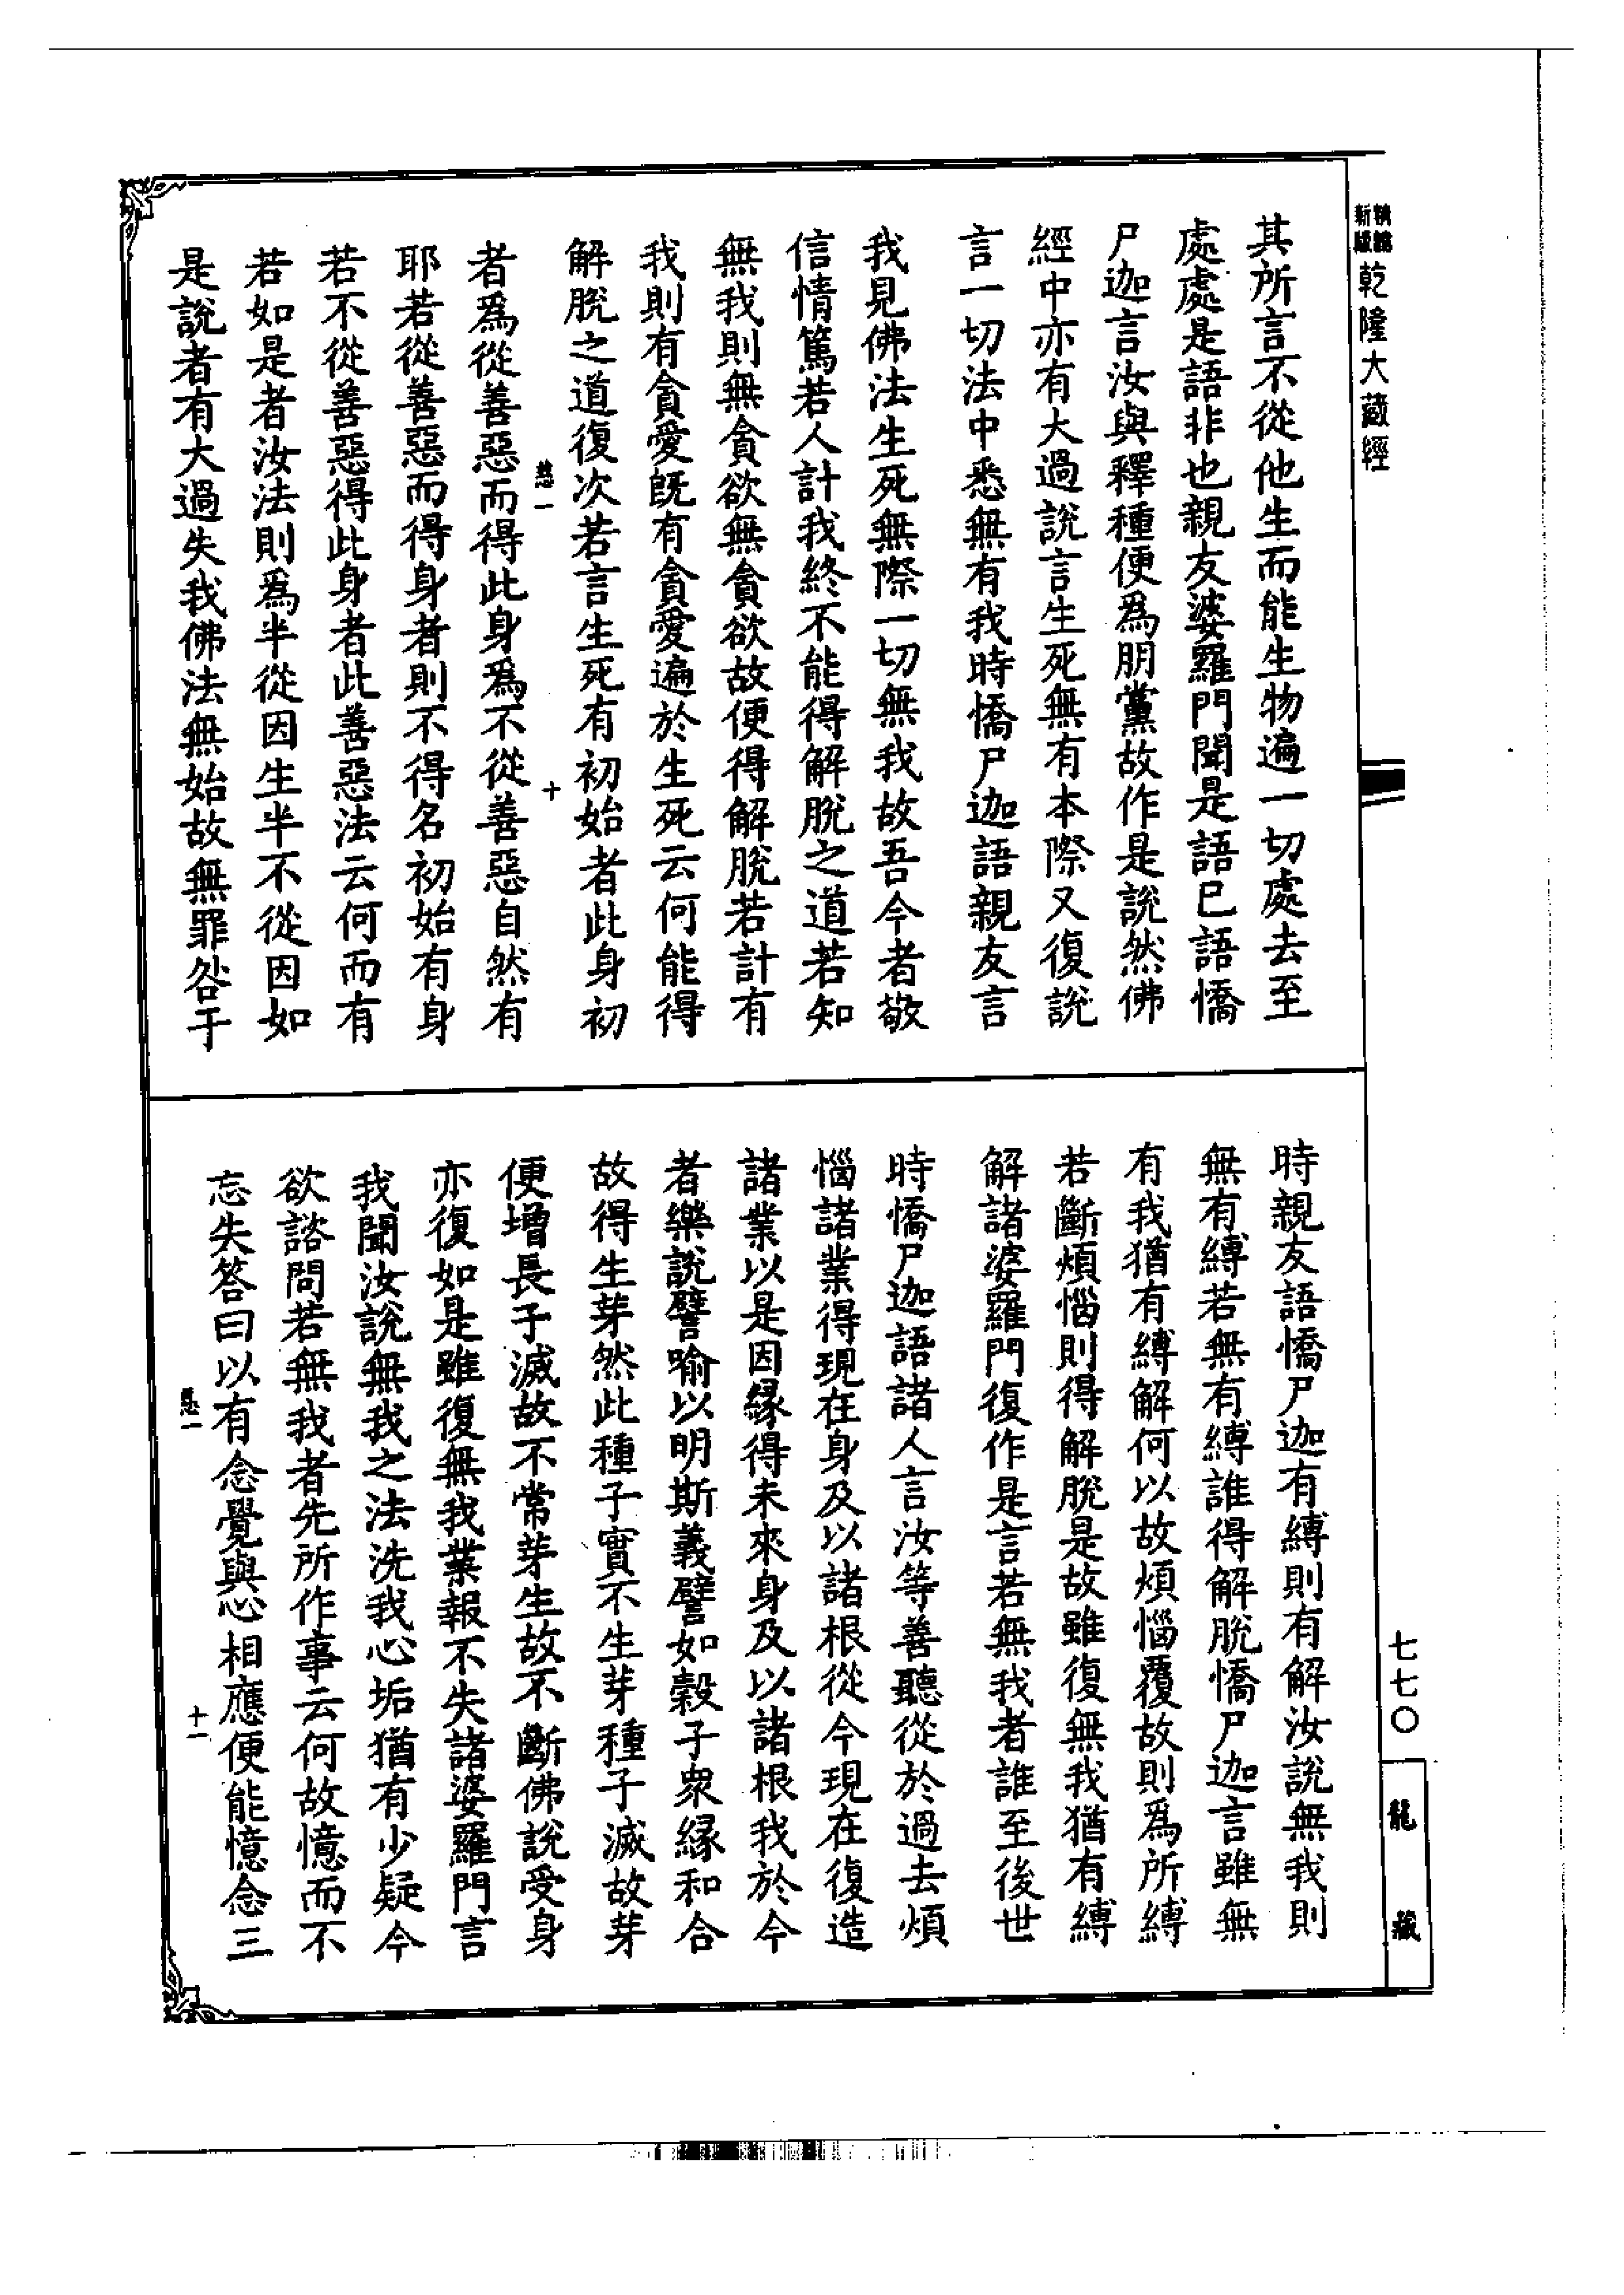 新版
乾隆大藏經
其所言不從他生而能生物遍一切處去至
處處是語非也親友婆羅門聞是語已語憍
尸迦言汝與釋種便為朋黨故作是說然佛
經中亦有大過說言生死無有本際又復說
言一切法中悉無有我時憍尸迦語親友言
我見佛法生死無際一切無我故吾今者敬
信情篤若人計我終不能得解脫之道若知
無我則無貪欲無貪欲故便得解脫若計有
我則有貪愛既有貪愛遍於生死云何能得
解脫之道復次若言生死有初始者此身初
十
者爲從善惡而得此身爲不從善惡自然有
耶若從善惡而得身者則不得名初始有身
若不從善惡得此身者此善惡法云何而有
若如是者汝法則爲半從因生半不從因如
是說者有大過失我佛法無始故無罪咎于
時親友語憍尸迦有縛則有解汝說無我則
無有縛若無有縛誰得解脫憍尸迦言雖無
有我猶有縛解何以故煩惱覆故則爲所縛
若斷煩惱則得解脫是故雖復無我猶有縛
解諸婆羅門復作是言若無我者誰至後世
時憍尸迦語諸人言汝等善聽從於過去煩
惱諸業得現在身及以諸根從今現在復造
諸業以是因緣得未來身及以諸根我於今
者樂說譬喻以明斯義譬如穀子衆緣和合
故得生芽然此種子實不生芽種子滅故芽
便增長子滅故不常芽生故不斷佛說受身
亦復如是雖復無我業報不失諸婆羅門言
我聞汝說無我之法洗我心垢猶有少疑今
欲諮問若無我者先所作事云何故憶而不
忘失答曰以有念覺與心相應便能憶念三
十一
七七〇
龍藏